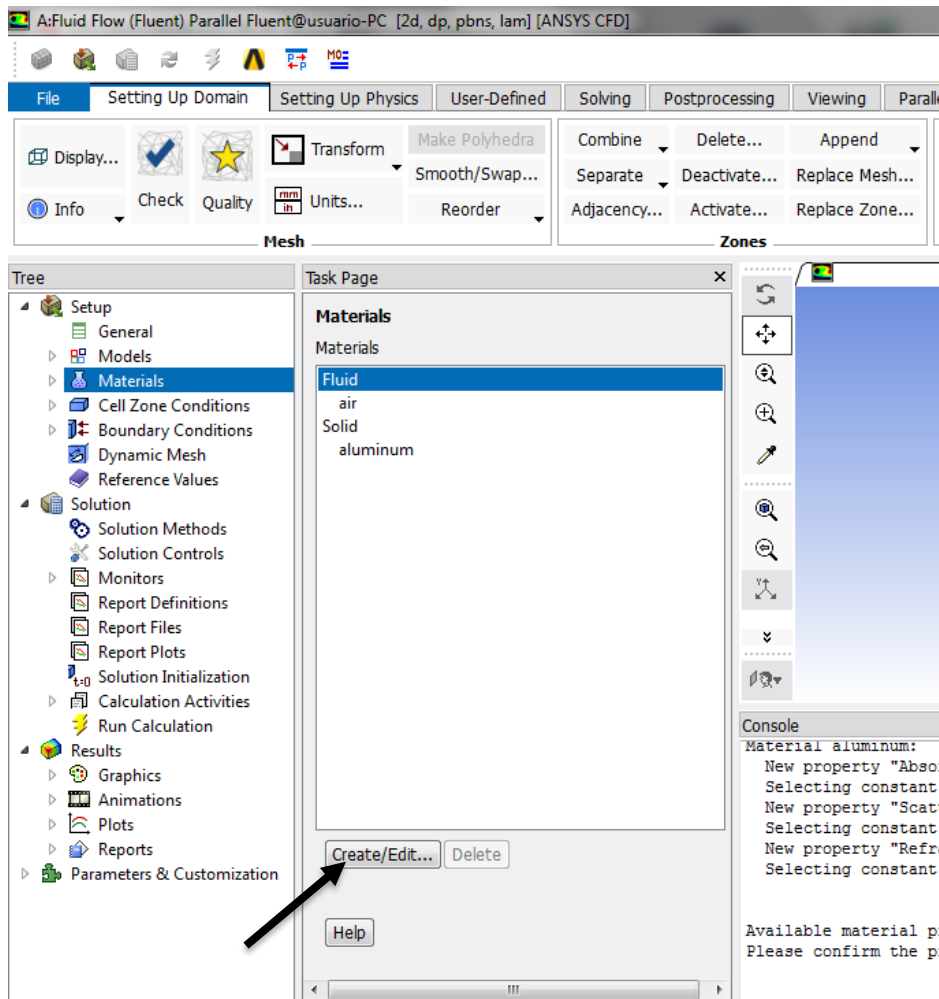 A:Fluid Flow (Fluent) Parallel Fluent@usuario-PC [2d, dp, pbns, lam] [ANSYS CFD]
File Setting Up Domain Setting Up Physics User-Defined Solving Postprocessing Viewing
Display...
Info
Check
Quality
Transform
Units...
Make Polyhedra
Smooth/Swap...
Reorder
Mesh
Combine
Separate
Adjacency...
Delete...
Deactivate...
Activate...
Append
Replace Mesh...
Replace Zone...
Zones
Tree
Setup
General
Models
Materials
Cell Zone Conditions
Boundary Conditions
Dynamic Mesh
Reference Values
Solution
Solution Methods
Solution Controls
Monitors
Report Definitions
Report Files
Report Plots
Solution Initialization
Calculation Activities
Run Calculation
Results
Graphics
Animations
Plots
Reports
Parameters & Customization
Task Page
Materials
Materials
Fluid
air
Solid
aluminum
Create/Edit... Delete
Help
Console
Material aluminum:
New property "Abso
Selecting constant
New property "Scat
Selecting constant
New property "Refra
Selecting constant
Available material p
Please confirm the p